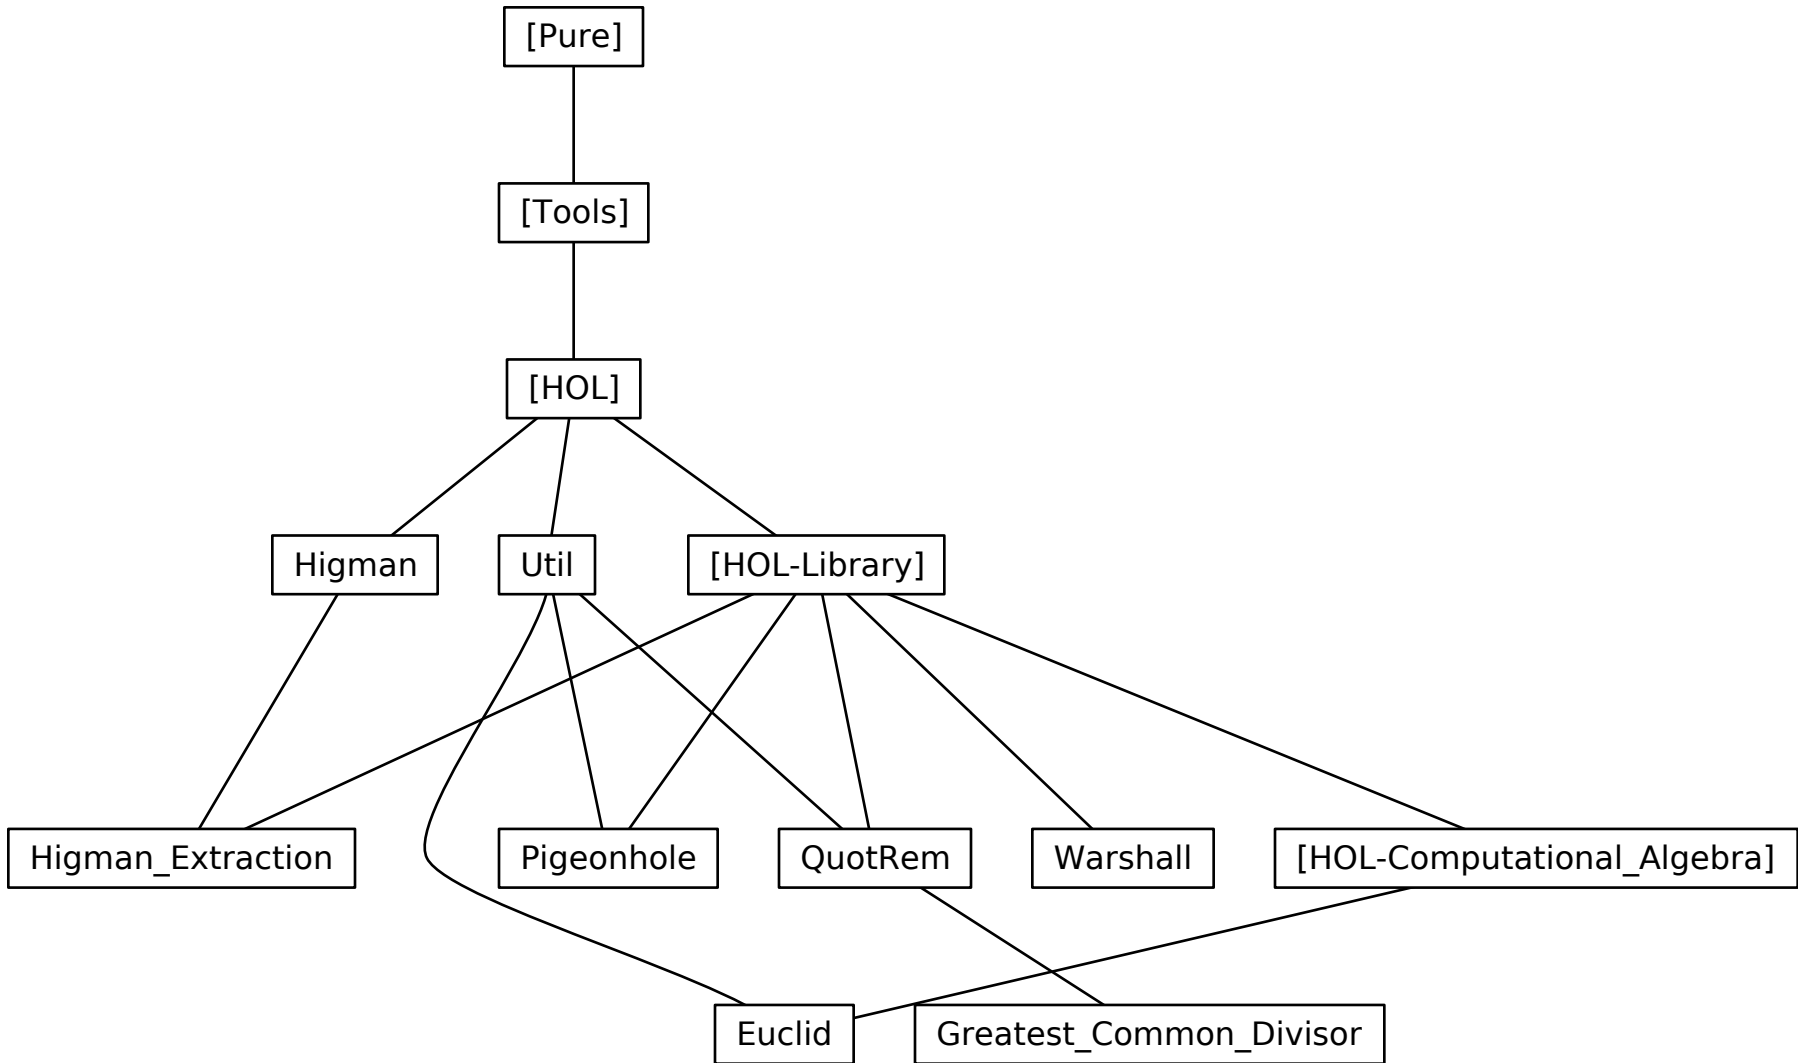 [Pure]
[Tools]
[HOL]
Higman
Util
[HOL-Library]
Higman_Extraction
Pigeonhole
QuotRem
Warshall
[HOL-Computational_Algebra]
Euclid
Greatest_Common_Divisor